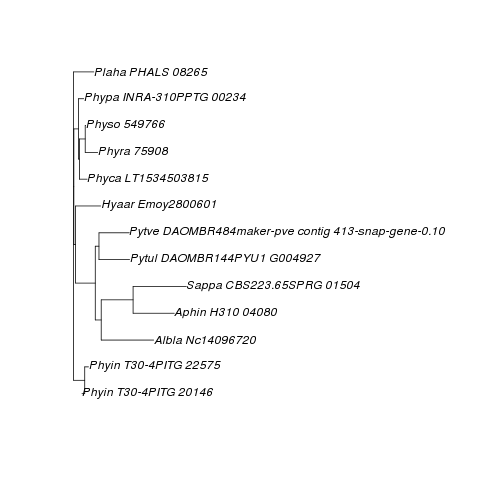 Plaha PHALS 08265
Phypa INRA-310PPTG 00234
Physo 549766
Phyra 75908
Phyca LT1534503815
Hyaar Emoy2800601
Pytve DAOMBR484maker-pve contig 413-snap-gene-0.10
Pytul DAOMBR144PYU1 G004927
Sappa CBS223.65SPRG 01504
Aphin H310 04080
Albla Nc14096720
Phyin T30-4PITG 22575
Phyin T30-4PITG 20146